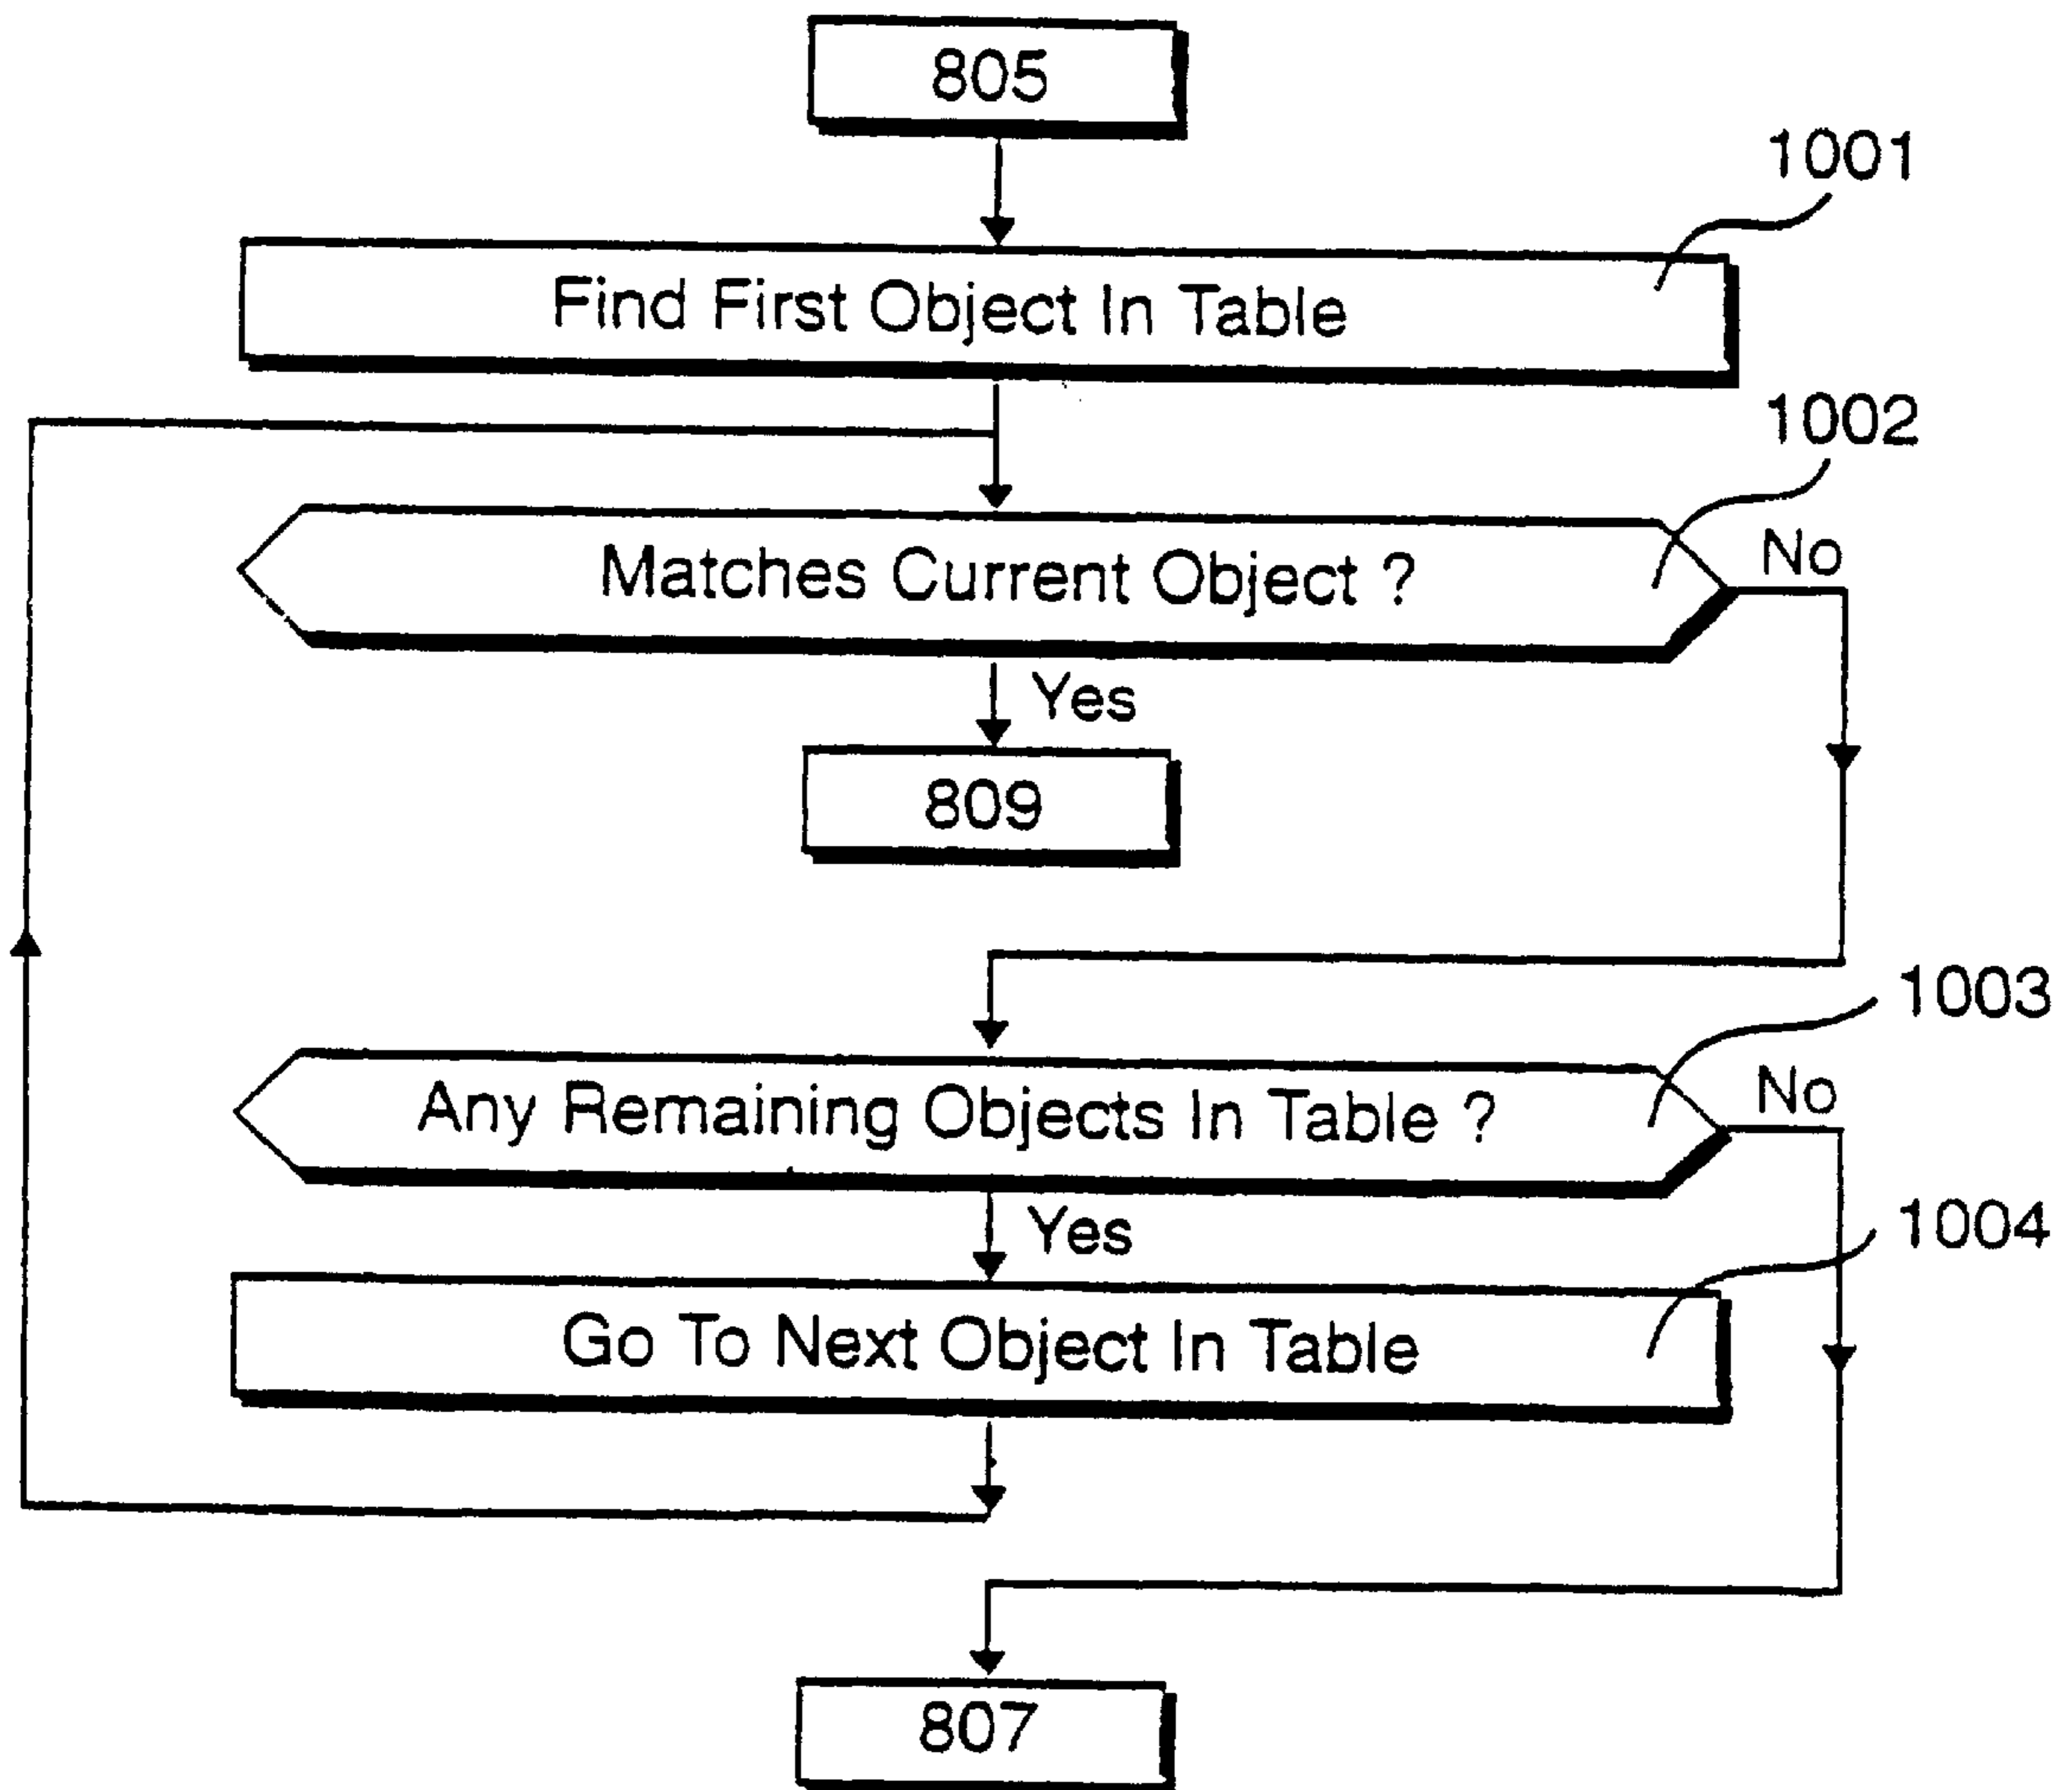 805
1001
Find First Object In Table
1002
Matches Current Object ?
No
Yes
809
1003
Any Remaining Objects In Table ?
No
Yes
1004
Go To Next Object In Table
807